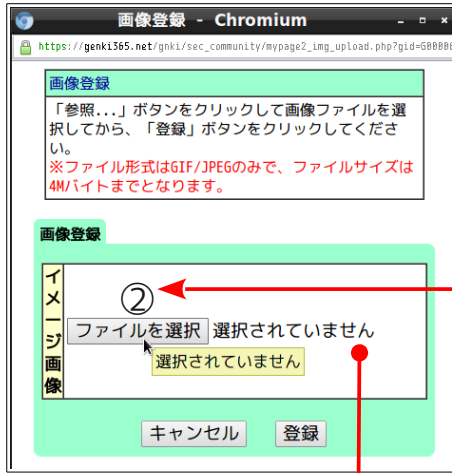 画像登録 - Chromium
https://genki365.net/gnki/sec_community/mypage2_img_upload.php?gid=G0000
画像登録
「参照...」ボタンをクリックして画像ファイルを選
択してから、「登録」ボタンをクリックしてくださ
い。
※ファイル形式はGIF/JPEGのみで、ファイルサイズは
4Mバイトまでとなります。
画像登録
イメージ画像
②
ファイルを選択 選択されていません
選択されていません
キャンセル 登録